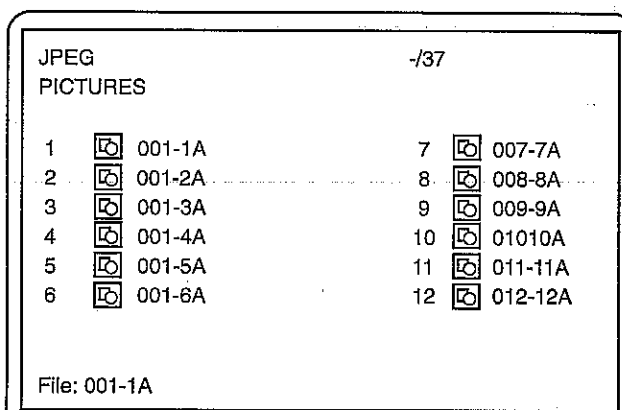 JPEG -/37
PICTURES
1 001-1A 7 007-7A
2 001-2A 8 008-8A
3 001-3A 9 009-9A
4 001-4A 10 01010A
5 001-5A 11 011-11A
6 001-6A 12 012-12A
File: 001-1A